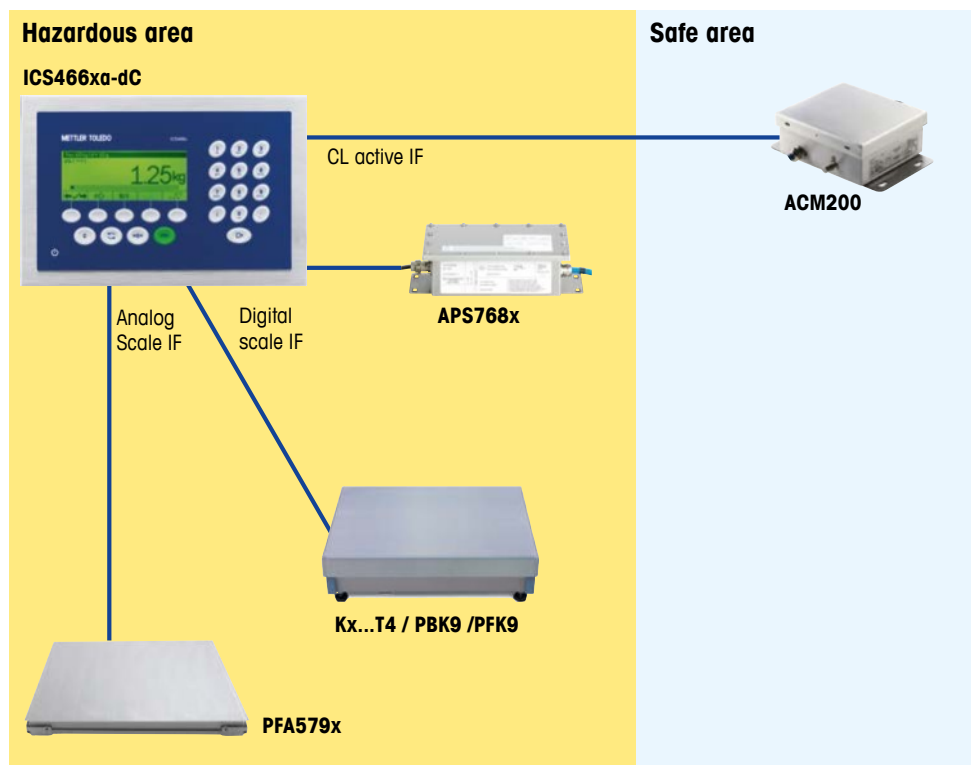 Hazardous area
Safe area
ICS466xa-dC
METTLER TOLEDO
1.25kg
CL active IF
ACM200
APS768x
Analog
Scale IF
Digital
scale IF
Kx...T4 / PBK9 /PFK9
PFA579x